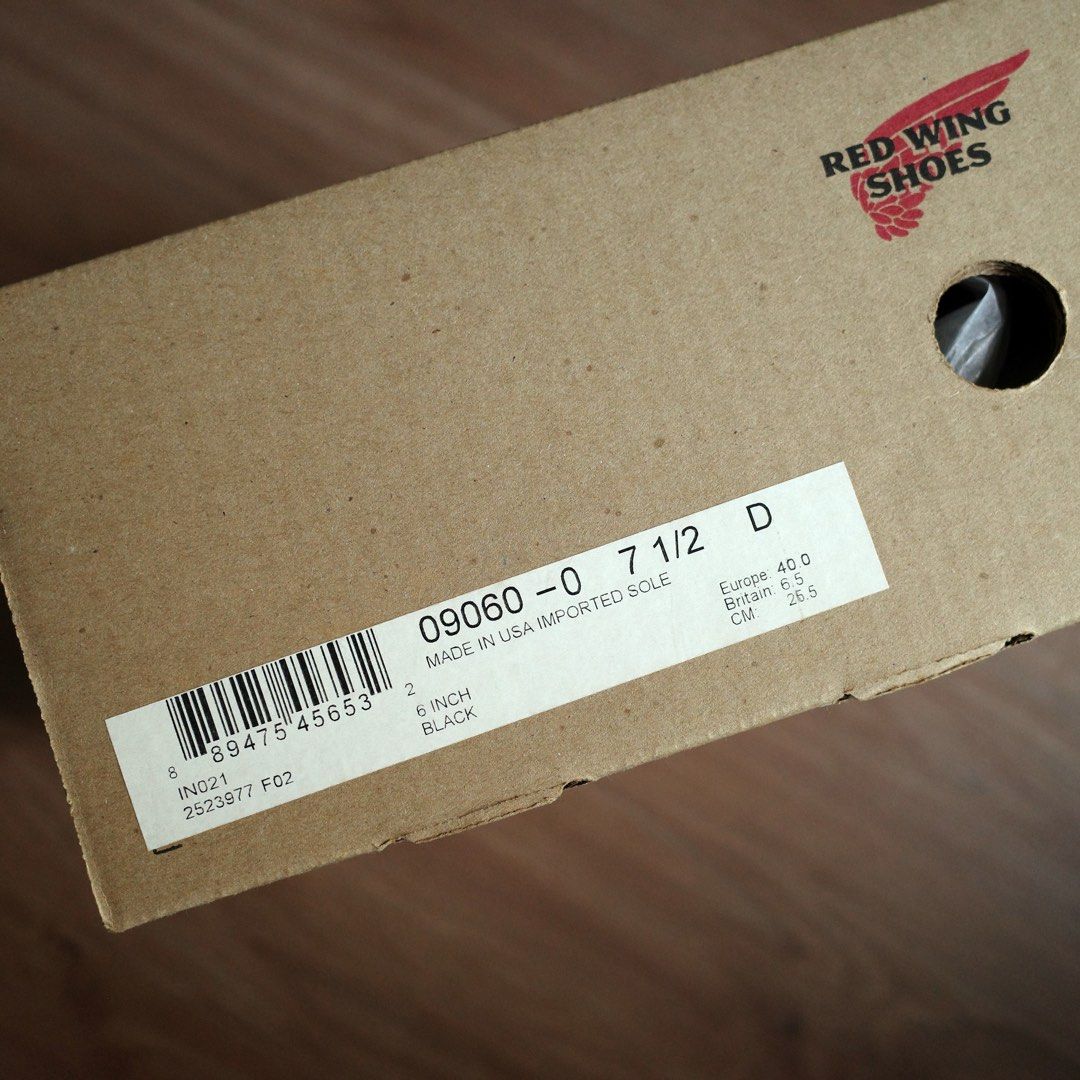 RED WING
SHOES
09060 – 0 7 1/2 D
MADE IN USA IMPORTED SOLE
Europe: 40.0
Britain: 6.5
CM: 25.5
6 INCH
BLACK
8 89475 45653 2
IN021
2523977 F02